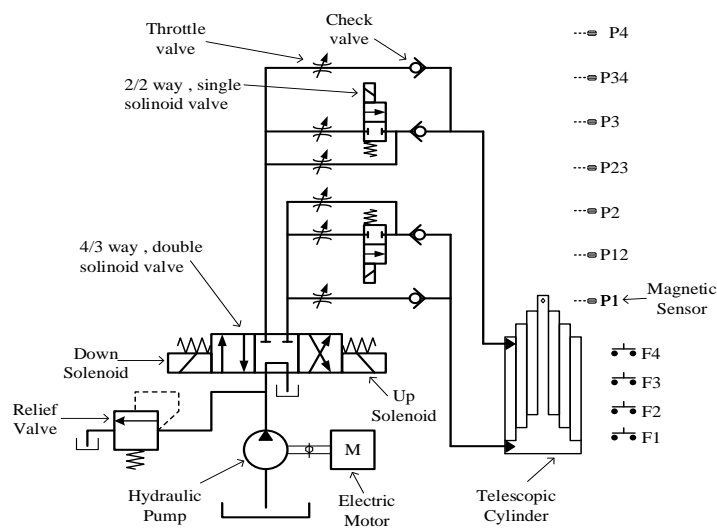 Throttle
valve
Check
valve
P4
2/2 way , single
solinoid valve
P34
P3
P23
P2
4/3 way , double
solinoid valve
P12
P1
Magnetic
Sensor
Down
Solenoid
Up
Solenoid
F4
F3
F2
F1
Relief
Valve
M
Hydraulic
Pump
Electric
Motor
Telescopic
Cylinder